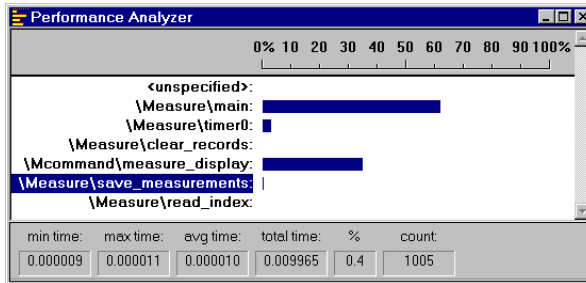 Performance Analyzer
0% 10 20 30 40 50 60 70 80 90 100%
<unspecified>:
\Measure\main:
\Measure\timer0:
\Measure\clear_records:
\Mcommand\measure_display:
\Measure\save_measurements:
\Measure\read_index:
min time: max time: avg time: total time: % count:
0.000009 0.000011 0.000010 0.009965 0.4 1005